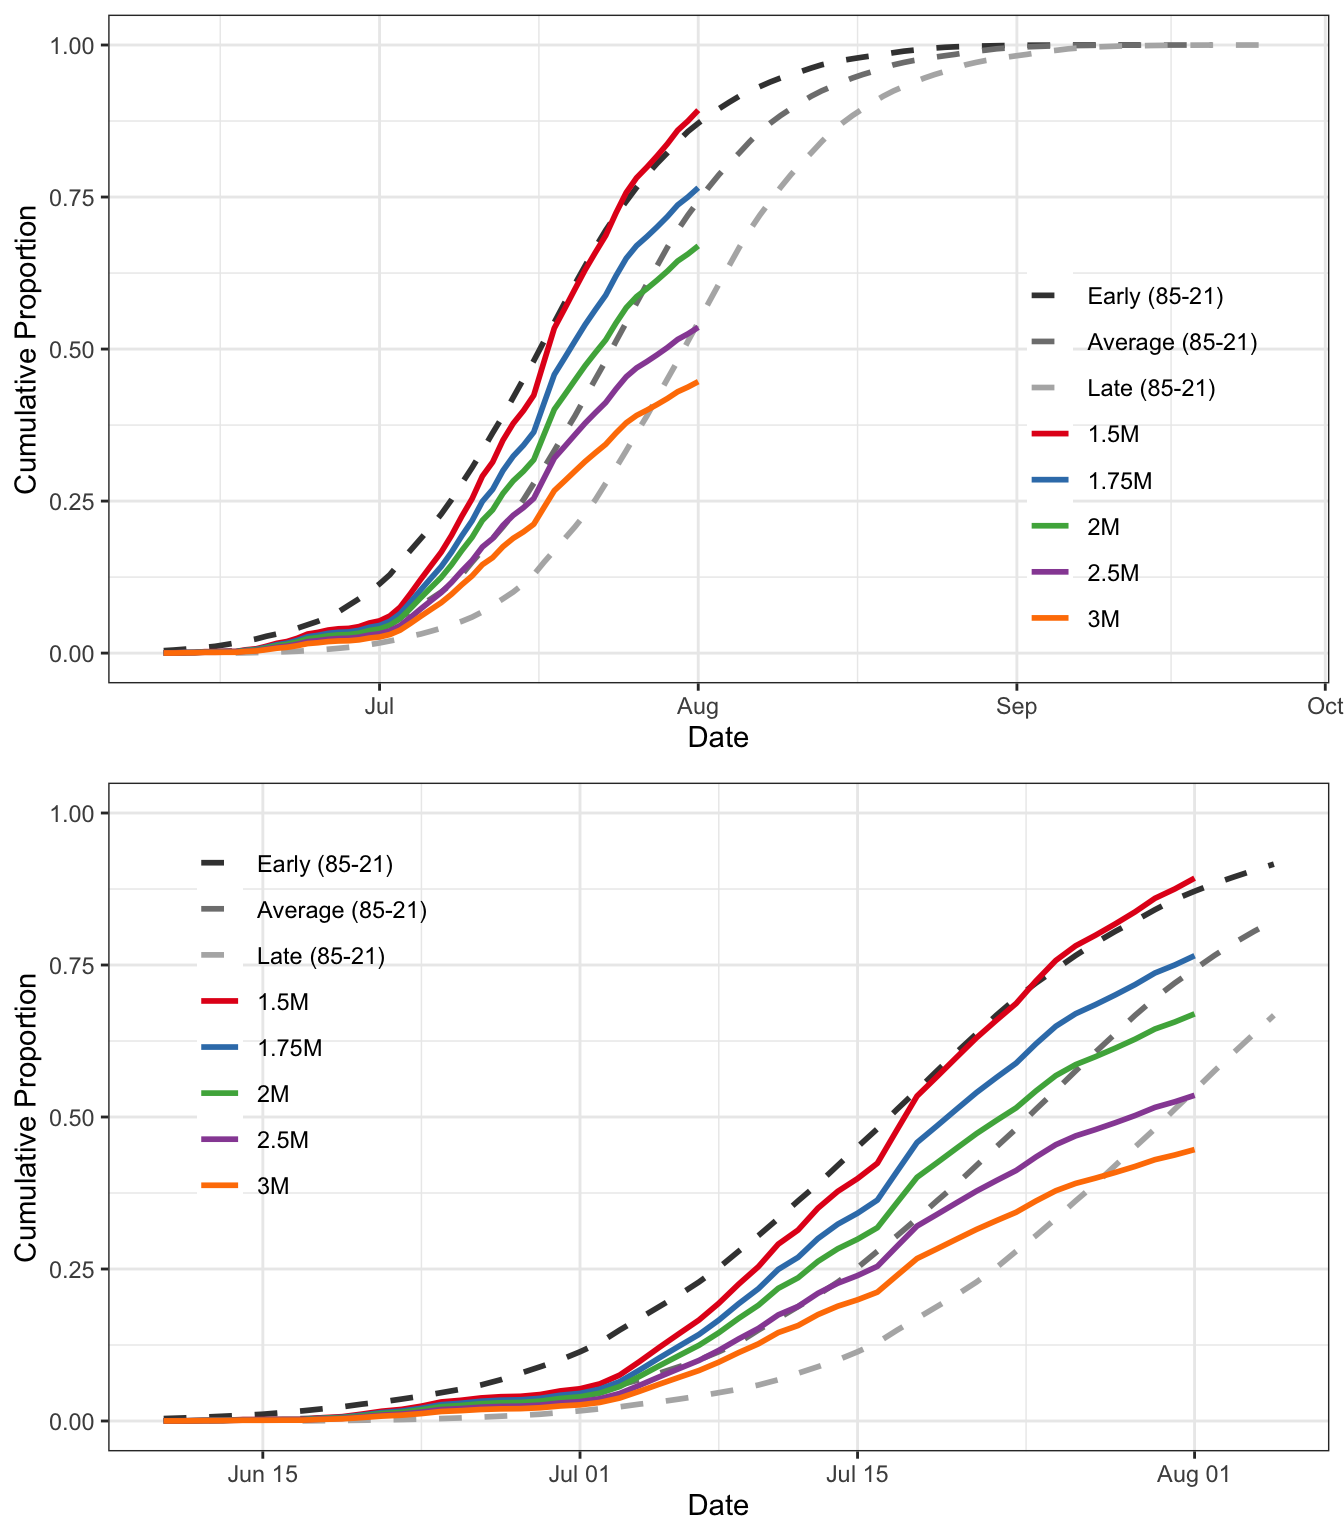 1.00
0.75
0.50
0.25
0.00
Cumulative Proportion
Early (85-21)
Average (85-21)
Late (85-21)
1.5M
1.75M
2M
2.5M
3M
Jul Aug Sep Oct
Date
1.00
0.75
0.50
0.25
0.00
Cumulative Proportion
Early (85-21)
Average (85-21)
Late (85-21)
1.5M
1.75M
2M
2.5M
3M
Jun 15 Jul 01 Jul 15 Aug 01
Date